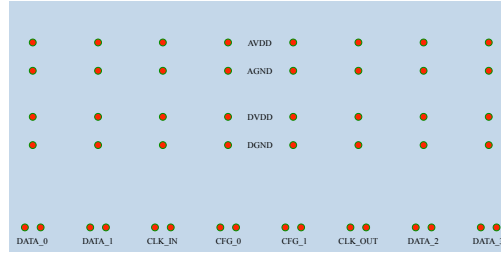 AVDD
AGND
DVDD
DGND
DATA_0 DATA_1 CLK_IN CFG_0 CFG_1 CLK_OUT DATA_2